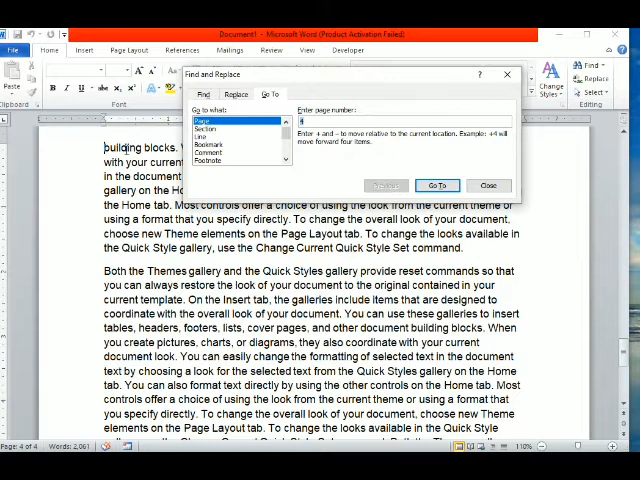 Document1 - Microsoft Word (Product Activation Failed)
File Home Insert Page Layout References Mailings Review View Developer
Find and Replace
Find Replace Go To
Go to what:
Page
Section
Line
Bookmark
Comment
Footnote
Enter page number:
4
Enter + and – to move relative to the current location. Example: +4 will
move forward four items.
Previous Go To Close
Paste
Clipboard
B I U abc x
Change
Styles
Find
Replace
Select
Editing
building blocks.
with your current
in the document
gallery on the Ho
the Home tab. Most controls offer a choice of using the look from the current theme or
using a format that you specify directly. To change the overall look of your document,
choose new Theme elements on the Page Layout tab. To change the looks available in
the Quick Style gallery, use the Change Current Quick Style Set command.
Both the Themes gallery and the Quick Styles gallery provide reset commands so that
you can always restore the look of your document to the original contained in your
current template. On the Insert tab, the galleries include items that are designed to
coordinate with the overall look of your document. You can use these galleries to insert
tables, headers, footers, lists, cover pages, and other document building blocks. When
you create pictures, charts, or diagrams, they also coordinate with your current
document look. You can easily change the formatting of selected text in the document
text by choosing a look for the selected text from the Quick Styles gallery on the Home
tab. You can also format text directly by using the other controls on the Home tab. Most
controls offer a choice of using the look from the current theme or using a format that
you specify directly. To change the overall look of your document, choose new Theme
elements on the Page Layout tab. To change the looks available in the Quick Style
Page: 4 of 4 Words: 2,061 110%